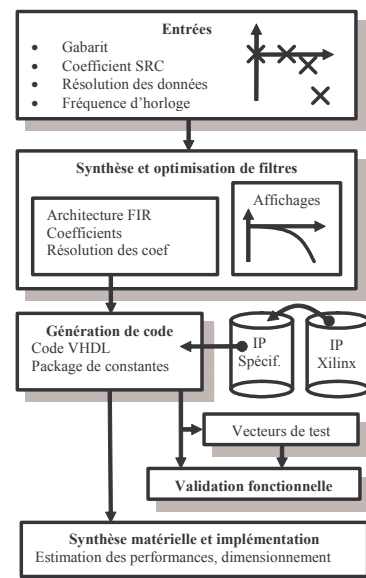 Entrées
• Gabarit
• Coefficient SRC
• Résolution des données
• Fréquence d'horloge
Synthèse et optimisation de filtres
Architecture FIR
Coefficients
Résolution des coef
Affichages
Génération de code
Code VHDL
Package de constantes
IP
Spécif.
IP
Xilinx
Vecteurs de test
Validation fonctionnelle
Synthèse matérielle et implémentation
Estimation des performances, dimensionnement